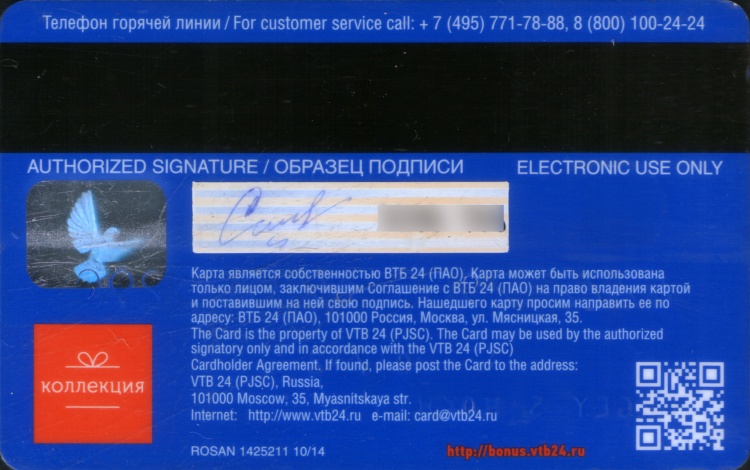 Телефон горячей линии / For customer service call: + 7 (495) 771-78-88, 8 (800) 100-24-24
AUTHORIZED SIGNATURE / ОБРАЗЕЦ ПОДПИСИ
ELECTRONIC USE ONLY
Карта является собственностью ВТБ 24 (ПАО). Карта может быть использована
только лицом, заключившим Соглашение с ВТБ 24 (ПАО) на право владения картой
и поставившим на ней свою подпись. Нашедшего карту просим направить ее по
адресу: ВТБ 24 (ПАО), 101000 Россия, Москва, ул. Мясницкая, 35.
The Card is the property of VTB 24 (PJSC). The Card may be used by the authorized
signatory only and in accordance with the VTB 24 (PJSC)
Cardholder Agreement. If found, please post the Card to the address:
VTB 24 (PJSC), Russia,
101000 Moscow, 35, Myasnitskaya str.
Internet: http://www.vtb24.ru e-mail: card@vtb24.ru
коллекция
ROSAN 1425211 10/14
http://bonus.vtb24.ru